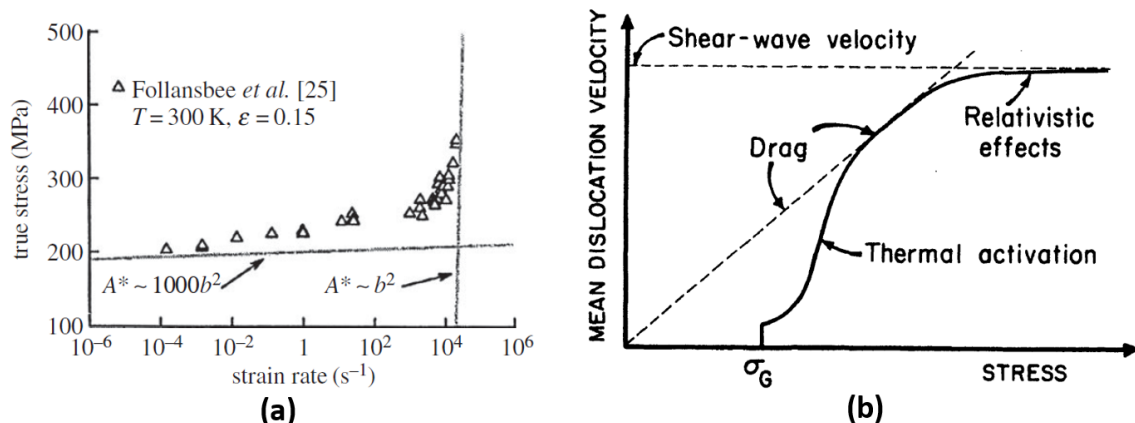 500
400
300
200
100
true stress (MPa)
Follansbee et al. [25]
T = 300 K, ε = 0.15
A* ~ 1000b²
A* ~ b²
10⁻⁶ 10⁻⁴ 10⁻² 1 10² 10⁴ 10⁶
strain rate (s⁻¹)
(a)
MEAN DISLOCATION VELOCITY
Shear-wave velocity
Relativistic
effects
Drag
Thermal activation
σG
STRESS
(b)